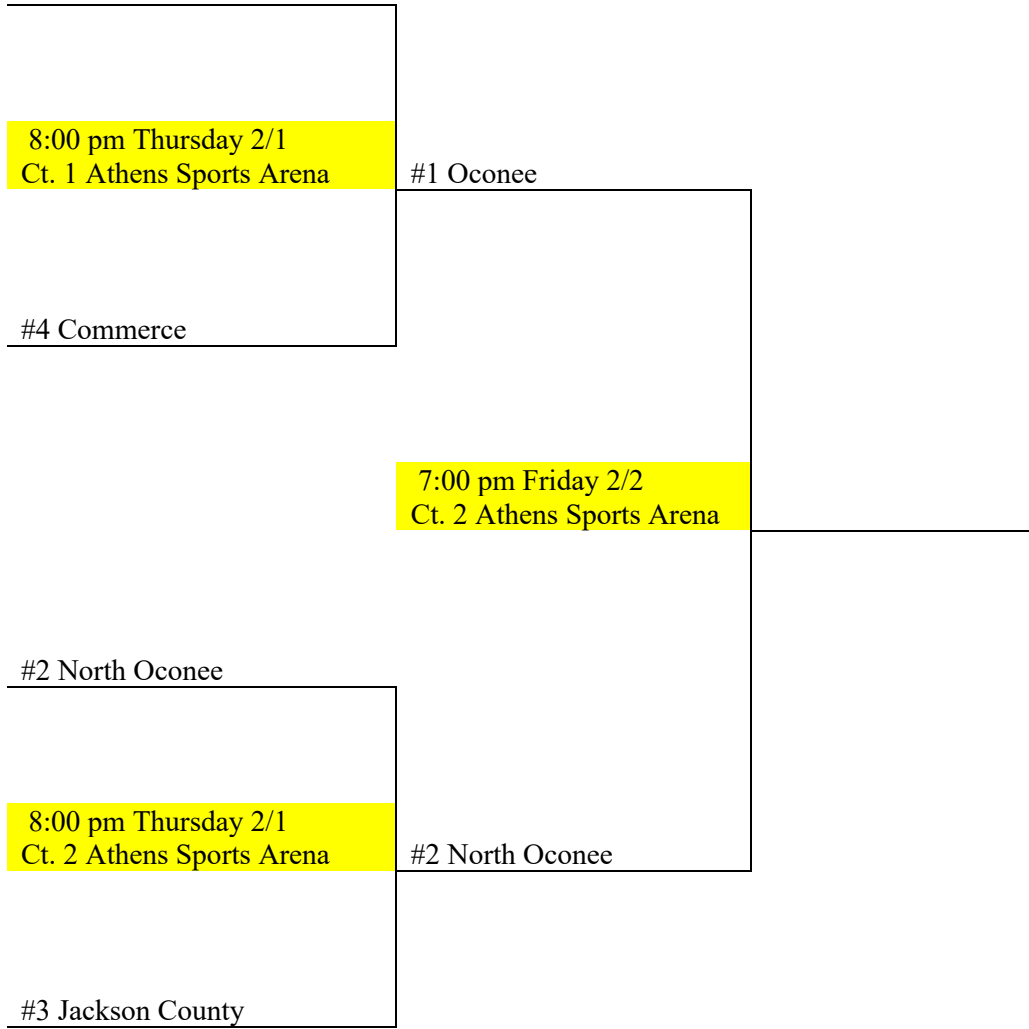 8:00 pm Thursday 2/1
Ct. 1 Athens Sports Arena
#1 Oconee
#4 Commerce
7:00 pm Friday 2/2
Ct. 2 Athens Sports Arena
#2 North Oconee
8:00 pm Thursday 2/1
Ct. 2 Athens Sports Arena
#2 North Oconee
#3 Jackson County